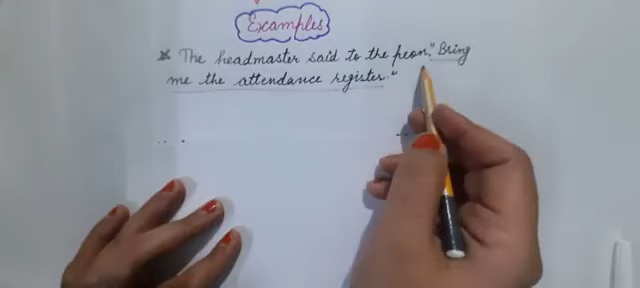 Examples
* The headmaster said to the peon, "Bring
me the attendance register."